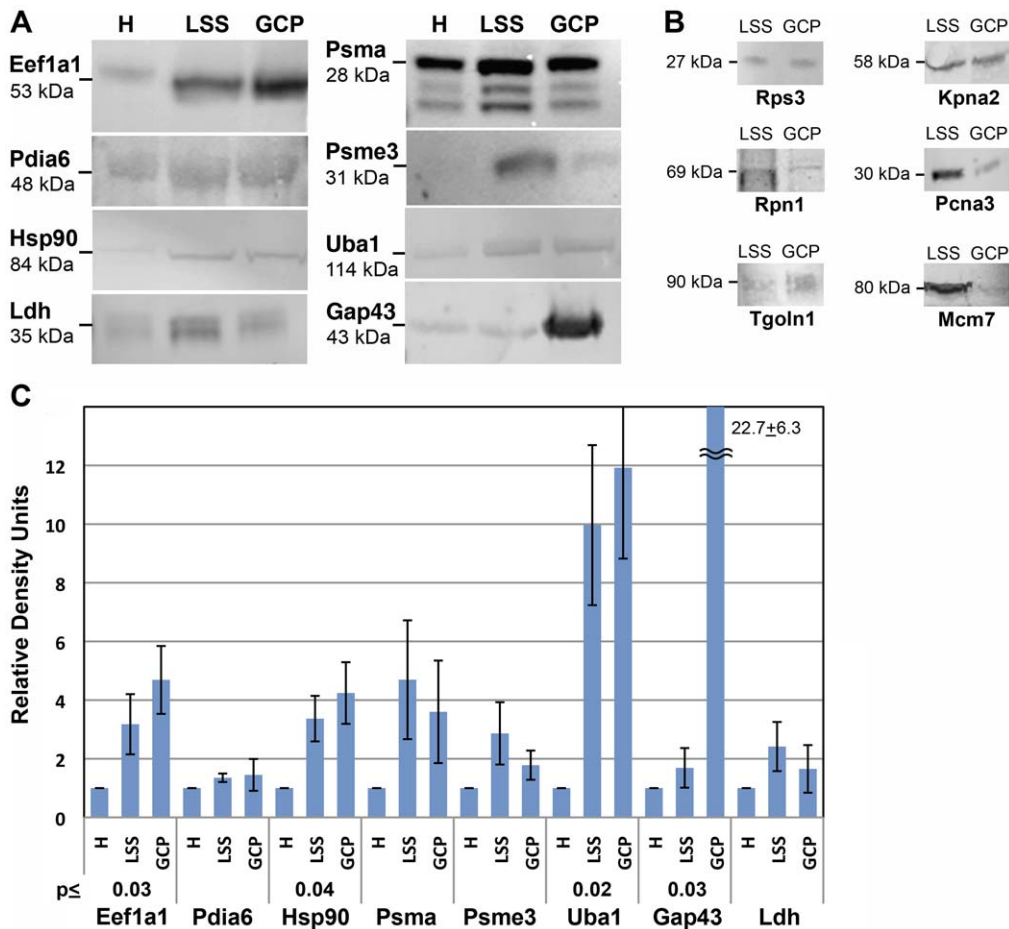 A
H LSS GCP
Eef1a1
53 kDa
Pdia6
48 kDa
Hsp90
84 kDa
Ldh
35 kDa
H LSS GCP
Psma
28 kDa
Psme3
31 kDa
Uba1
114 kDa
Gap43
43 kDa
B
LSS GCP
27 kDa
Rps3
LSS GCP
69 kDa
Rpn1
LSS GCP
90 kDa
Tgoln1
LSS GCP
58 kDa
Kpna2
LSS GCP
30 kDa
Pcna3
LSS GCP
80 kDa
Mcm7
C
Relative Density Units
12
10
8
6
4
2
0
22.7±6.3
H LSS GCP H LSS GCP H LSS GCP H LSS GCP H LSS GCP H LSS GCP H LSS GCP H LSS GCP
p≤ 0.03 0.04 0.02 0.03
Eef1a1 Pdia6 Hsp90 Psma Psme3 Uba1 Gap43 Ldh